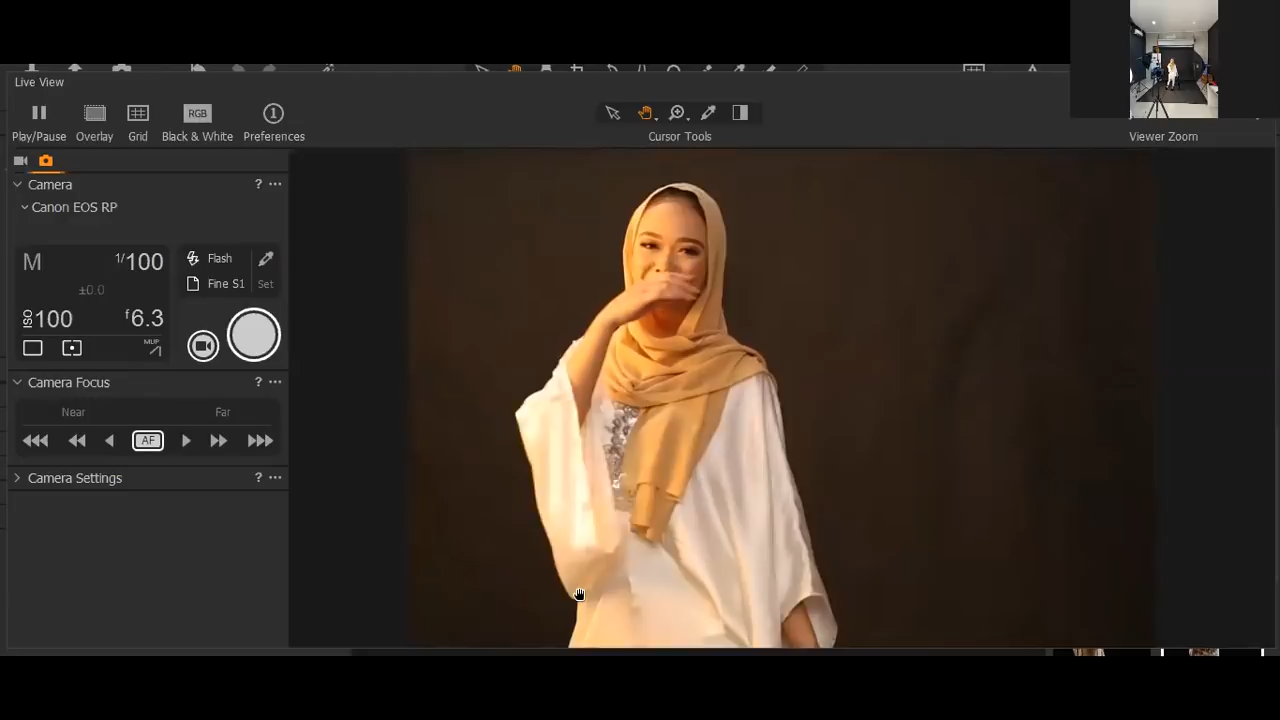 Live View
Play/Pause Overlay Grid RGB Black & White Preferences Cursor Tools Viewer Zoom
Camera ? ...
Canon EOS RP
M 1/100
±0.0
ISO 100 f6.3
MUP
Flash
Fine S1 Set
Camera Focus ? ...
Near Far
AF
Camera Settings ? ...